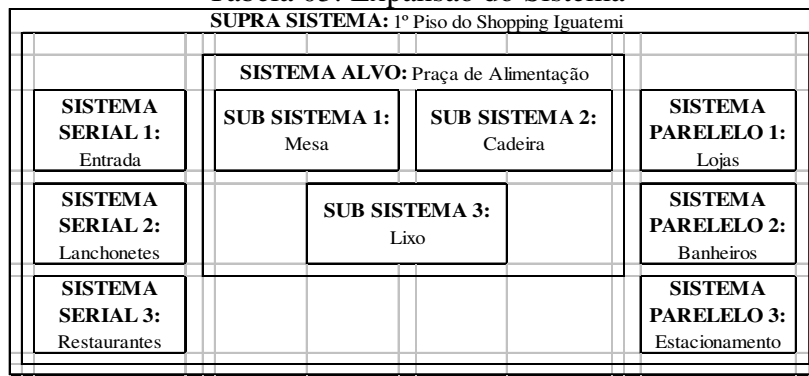 Tabela 03: Expansão do Sistema
SUPRA SISTEMA: 1º Piso do Shopping Iguatemi
SISTEMA ALVO: Praça de Alimentação
SISTEMA
SERIAL 1:
Entrada
SUB SISTEMA 1:
Mesa
SUB SISTEMA 2:
Cadeira
SISTEMA
PARELELO 1:
Lojas
SISTEMA
SERIAL 2:
Lanchonetes
SUB SISTEMA 3:
Lixo
SISTEMA
PARELELO 2:
Banheiros
SISTEMA
SERIAL 3:
Restaurantes
SISTEMA
PARELELO 3:
Estacionamento